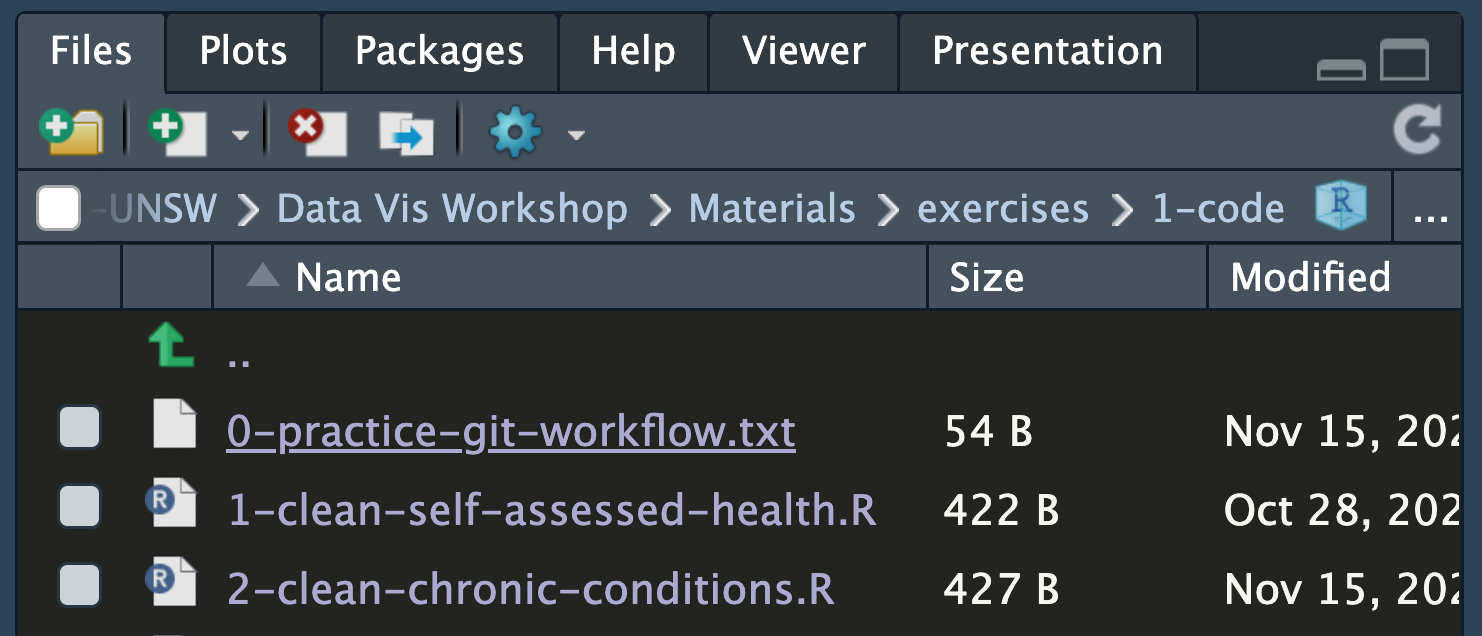 Files Plots Packages Help Viewer Presentation
-UNSW Data Vis Workshop Materials exercises 1-code R ...
Name Size Modified
..
0-practice-git-workflow.txt 54 B Nov 15, 202
R 1-clean-self-assessed-health.R 422 B Oct 28, 202
R 2-clean-chronic-conditions.R 427 B Nov 15, 202